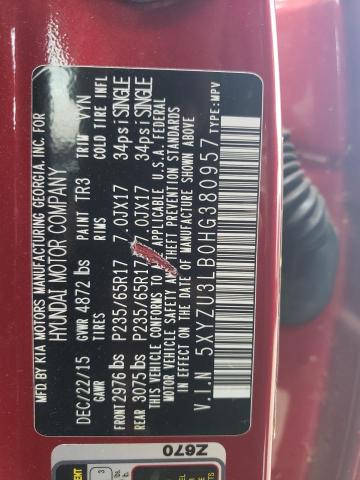 MFD. BY KIA MOTORS MANUFACTURING GEORGIA, INC. FOR
HYUNDAI MOTOR COMPANY
DEC/22/15 GVWR 4872 lbs PAINT TR3 TRIM VYN
GAWR TIRES RIMS COLD TIRE INFL
FRONT 2976 lbs P235/65R17 7.0JX17 34psi SINGLE
REAR 3075 lbs P235/65R17 7.0JX17 34psi SINGLE
THIS VEHICLE CONFORMS TO ALL APPLICABLE U.S.A. FEDERAL
MOTOR VEHICLE SAFETY AND THEFT PREVENTION STANDARDS
IN EFFECT ON THE DATE OF MANUFACTURE SHOWN ABOVE
V.I.N 5XYZU3LB0HG380957 TYPE: MPV
Z670
3